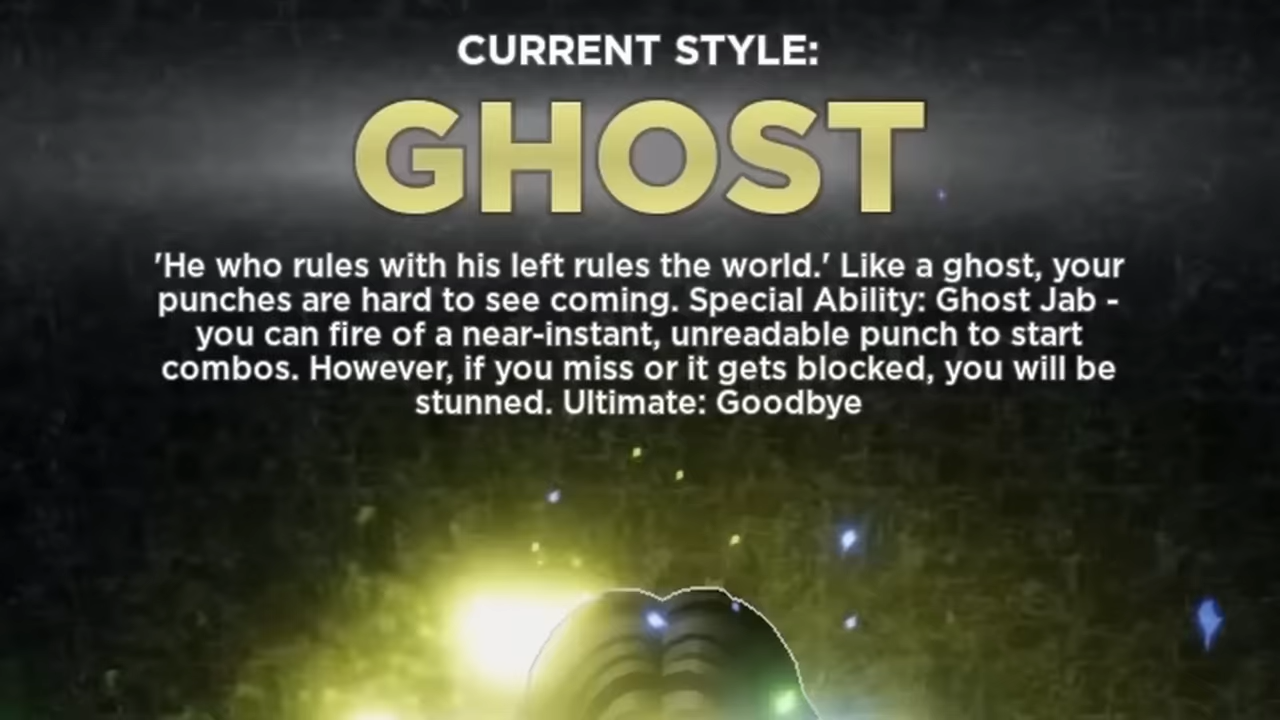 CURRENT STYLE:
GHOST
'He who rules with his left rules the world.' Like a ghost, your
punches are hard to see coming. Special Ability: Ghost Jab -
you can fire of a near-instant, unreadable punch to start
combos. However, if you miss or it gets blocked, you will be
stunned. Ultimate: Goodbye